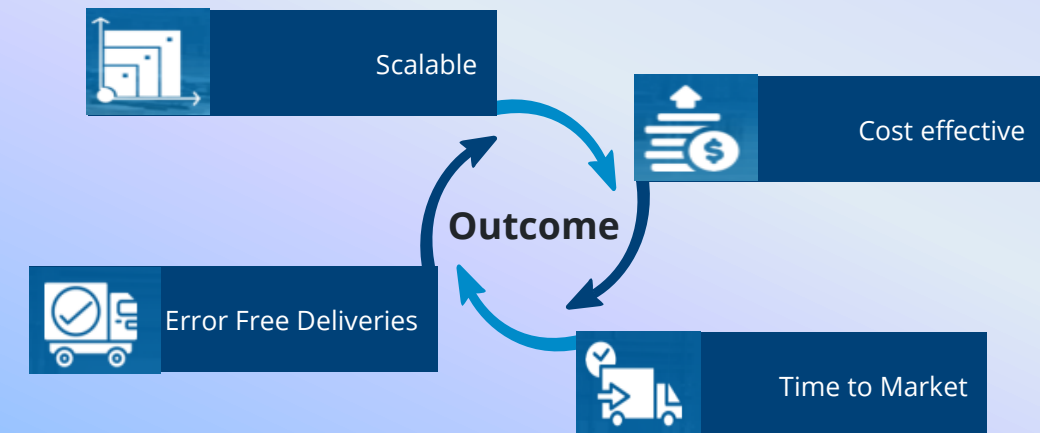 Scalable
Cost effective
Outcome
Error Free Deliveries
Time to Market